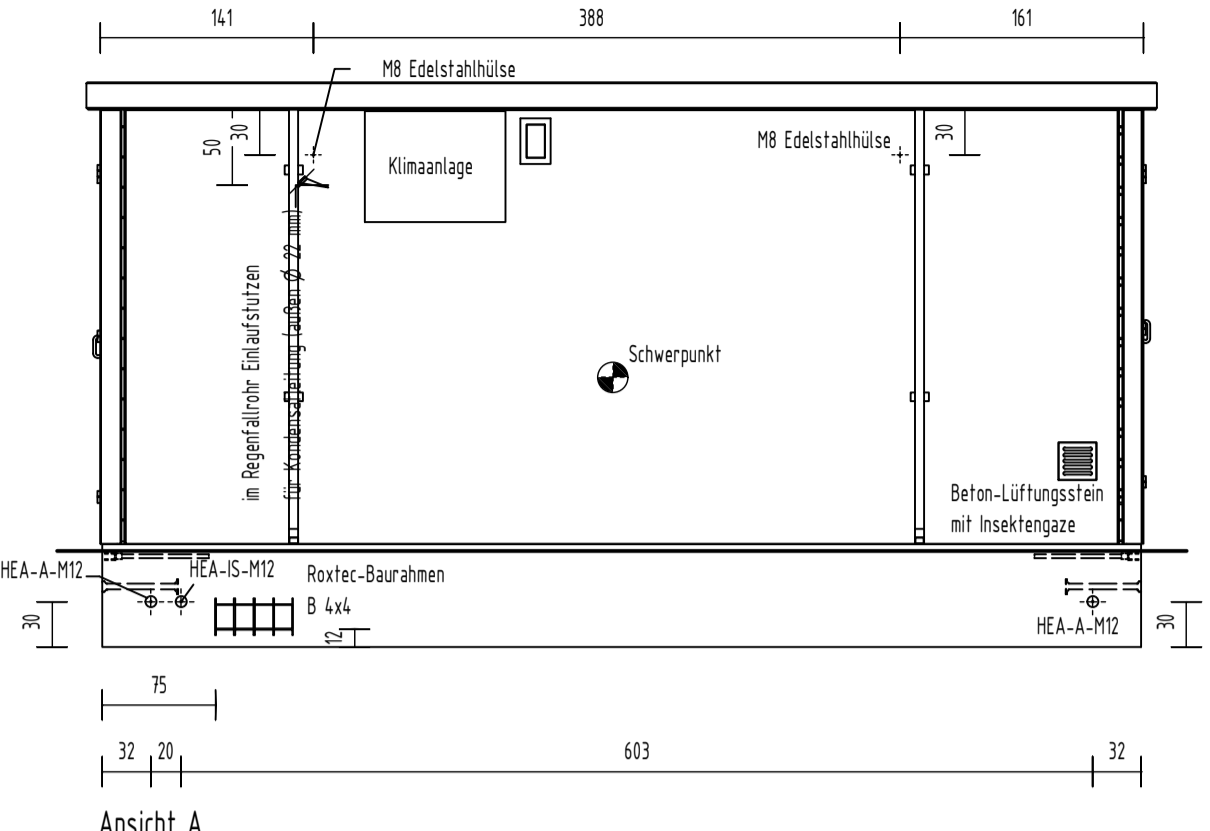 141
388
161
M8 Edelstahlhülse
30
50
Klimaanlage
M8 Edelstahlhülse
30
im Regenfallrohr Einlaufstutzen
für Kondensatleitung (außen Ø 22 mm)
Schwerpunkt
Beton-Lüftungsstein
mit Insektengaze
HEA-A-M12
HEA-IS-M12
Roxtec-Baurahmen
B 4x4
30
12
HEA-A-M12
30
75
32
20
603
32
Ansicht A